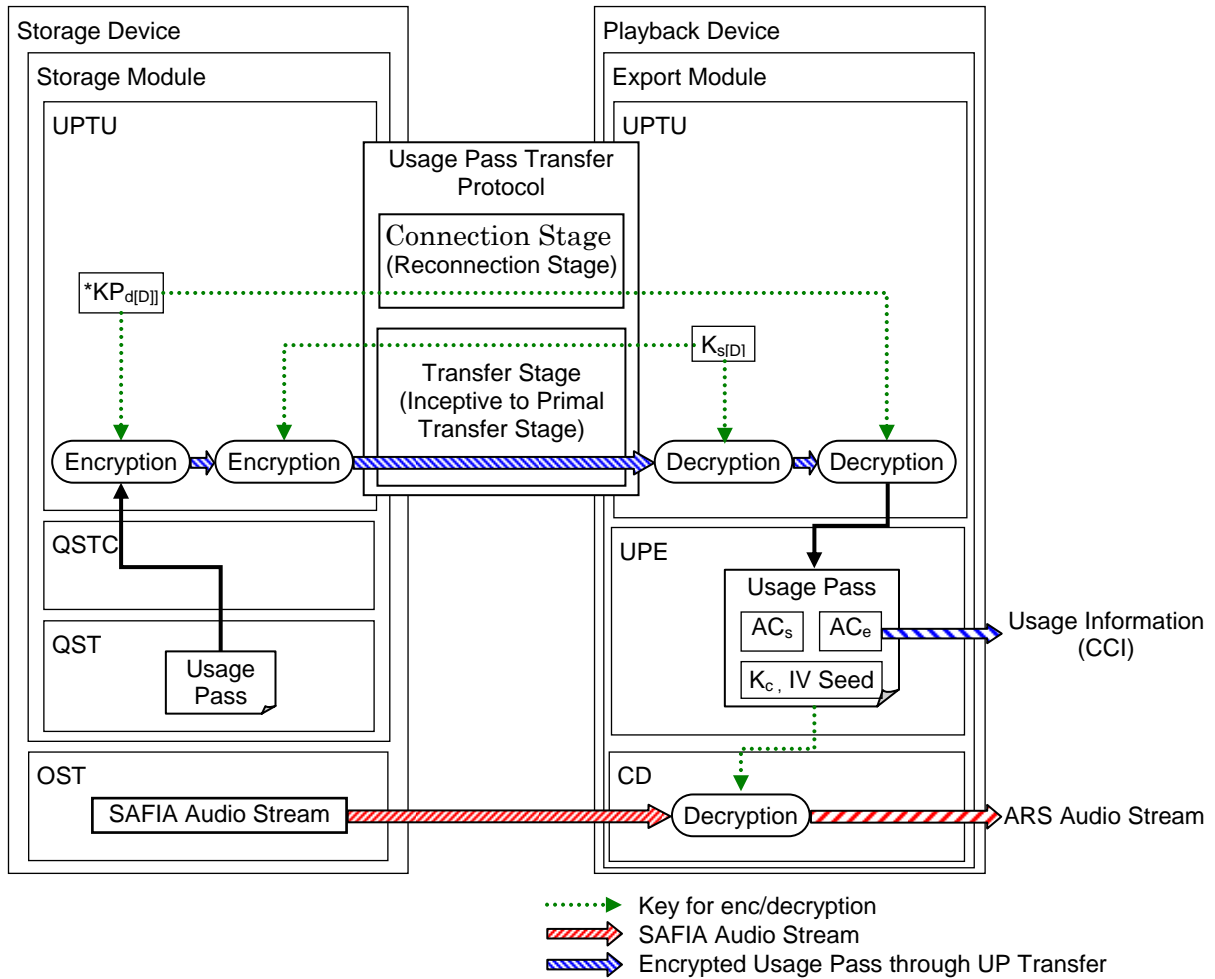 Storage Device
Storage Module
UPTU
*KPd[D]]
Encryption
Encryption
QSTC
QST
Usage
Pass
OST
SAFIA Audio Stream
Usage Pass Transfer
Protocol
Connection Stage
(Reconnection Stage)
Transfer Stage
(Inceptive to Primal
Transfer Stage)
Playback Device
Export Module
UPTU
Ks[D]
Decryption
Decryption
UPE
Usage Pass
ACs
ACe
Kc , IV Seed
Usage Information
(CCI)
CD
Decryption
ARS Audio Stream
Key for enc/decryption
SAFIA Audio Stream
Encrypted Usage Pass through UP Transfer